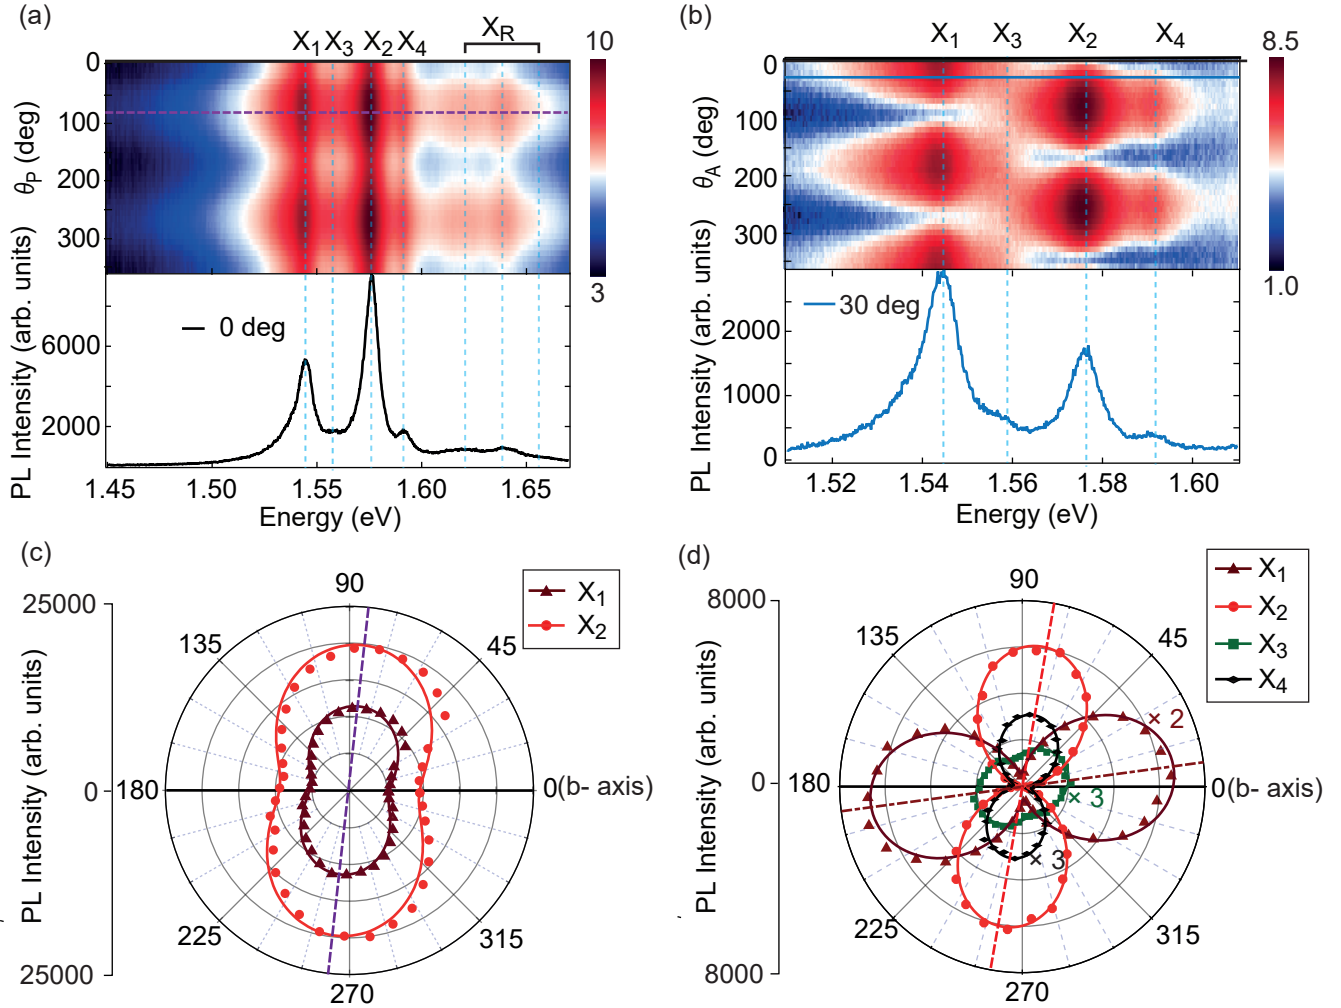 (a)
X1 X3 X2 X4 XR
10
3
0
100
200
300
θP (deg)
6000
2000
PL Intensity (arb. units)
0 deg
1.45 1.50 1.55 1.60 1.65
Energy (eV)
(b)
X1 X3 X2 X4
8.5
1.0
0
100
200
300
θA (deg)
2000
1000
0
PL Intensity (arb. units)
30 deg
1.52 1.54 1.56 1.58 1.60
Energy (eV)
(c)
25000
0
25000
PL Intensity (arb. units)
90
135
45
180
0(b- axis)
225
315
270
X1
X2
(d)
8000
0
8000
PL Intensity (arb. units)
90
135
45
180
0(b- axis)
225
315
270
× 2
× 3
× 3
X1
X2
X3
X4